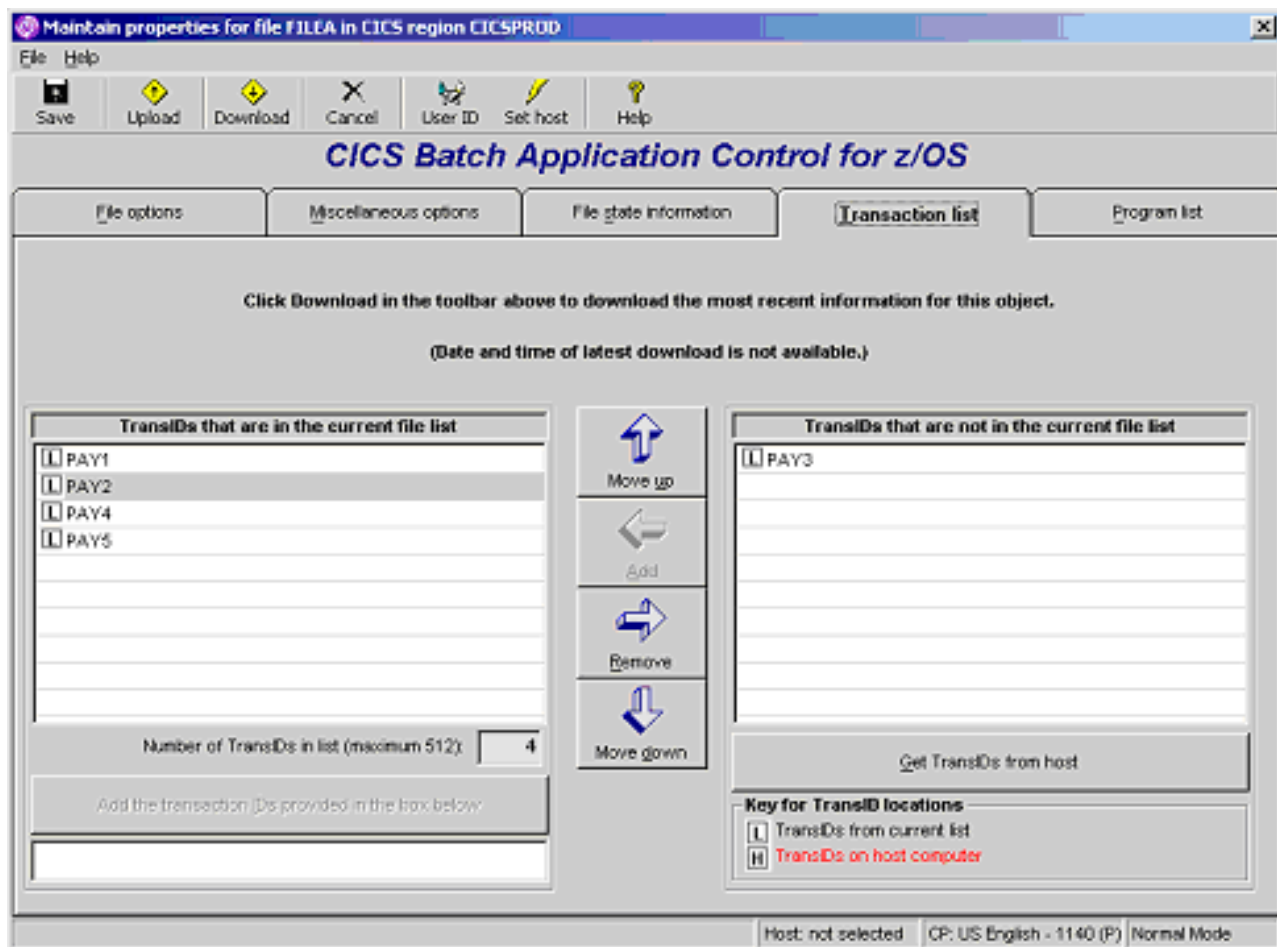 Maintain properties for file FILEA in CICS region CICSPROD
File Help
Save Upload Download Cancel User ID Set host Help
CICS Batch Application Control for z/OS
File options Miscellaneous options File state information Transaction list Program list
Click Download in the toolbar above to download the most recent information for this object.
(Date and time of latest download is not available.)
TransIDs that are in the current file list
L PAY1
L PAY2
L PAY4
L PAY5
Number of TransIDs in list (maximum 512): 4
Add the transaction IDs provided in the box below
Move up
Add
Remove
Move down
TransIDs that are not in the current file list
L PAY3
Get TransIDs from host
Key for TransID locations
L TransIDs from current list
H TransIDs on host computer
Host: not selected CP: US English - 1140 (P) Normal Mode